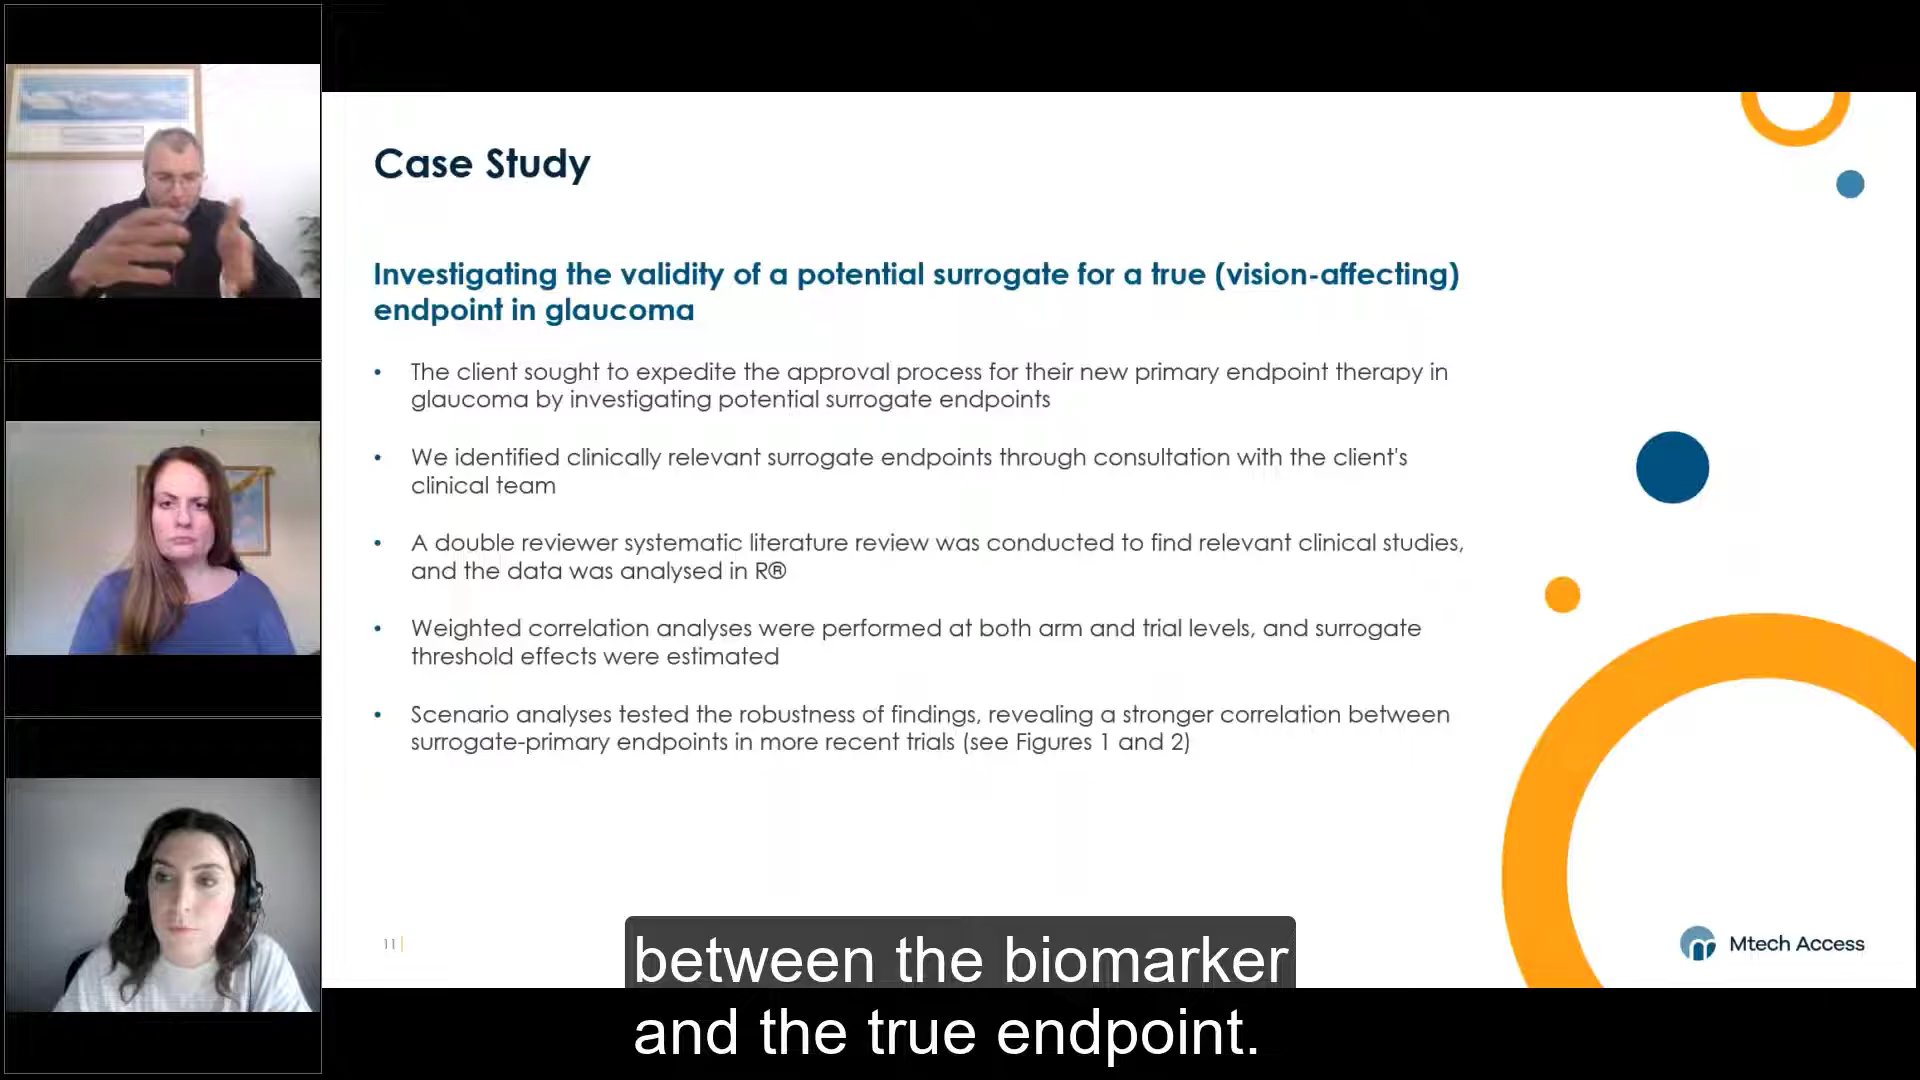 Case Study
Investigating the validity of a potential surrogate for a true (vision-affecting)
endpoint in glaucoma
• The client sought to expedite the approval process for their new primary endpoint therapy in
glaucoma by investigating potential surrogate endpoints
• We identified clinically relevant surrogate endpoints through consultation with the client's
clinical team
• A double reviewer systematic literature review was conducted to find relevant clinical studies,
and the data was analysed in R®
• Weighted correlation analyses were performed at both arm and trial levels, and surrogate
threshold effects were estimated
• Scenario analyses tested the robustness of findings, revealing a stronger correlation between
surrogate-primary endpoints in more recent trials (see Figures 1 and 2)
11
Mtech Access
between the biomarker
and the true endpoint.